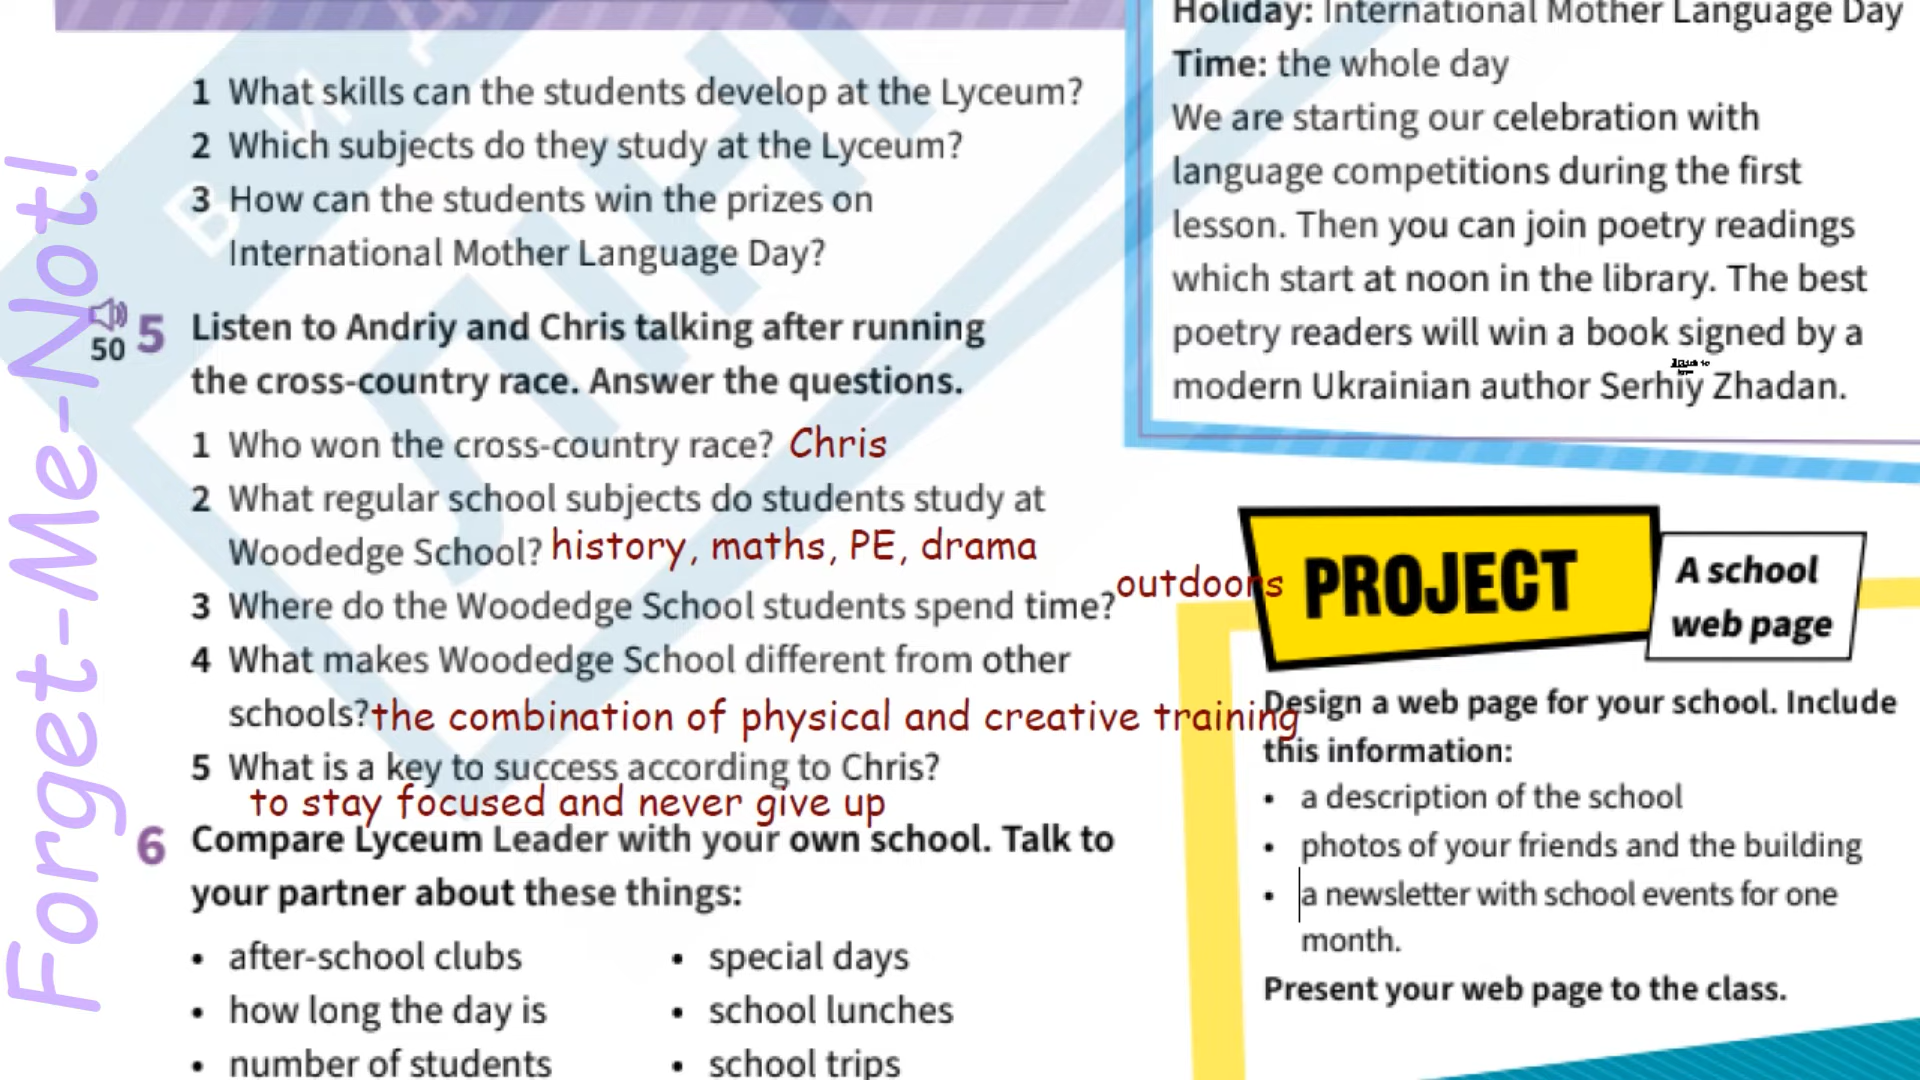 Forget-Me-Not!
1 What skills can the students develop at the Lyceum?
2 Which subjects do they study at the Lyceum?
3 How can the students win the prizes on
International Mother Language Day?
50 5 Listen to Andriy and Chris talking after running
the cross-country race. Answer the questions.
1 Who won the cross-country race? Chris
2 What regular school subjects do students study at
Woodedge School? history, maths, PE, drama
3 Where do the Woodedge School students spend time? outdoors
4 What makes Woodedge School different from other
schools? the combination of physical and creative training
5 What is a key to success according to Chris?
to stay focused and never give up
6 Compare Lyceum Leader with your own school. Talk to
your partner about these things:
• after-school clubs
• how long the day is
• number of students
• special days
• school lunches
• school trips
Holiday: International Mother Language Day
Time: the whole day
We are starting our celebration with
language competitions during the first
lesson. Then you can join poetry readings
which start at noon in the library. The best
poetry readers will win a book signed by a
modern Ukrainian author Serhiy Zhadan.
PROJECT
A school
web page
Design a web page for your school. Include
this information:
• a description of the school
• photos of your friends and the building
• a newsletter with school events for one
month.
Present your web page to the class.